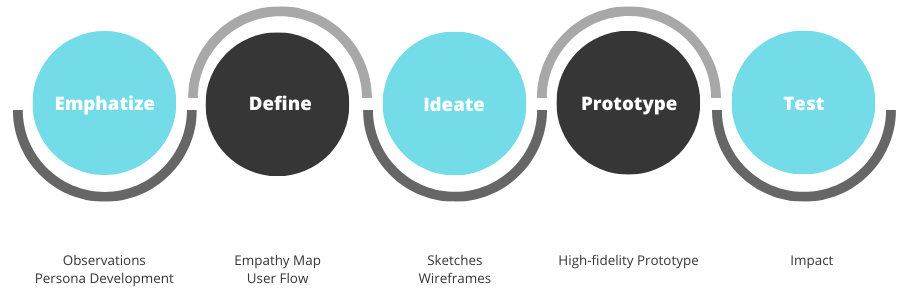 Emphatize
Define
Ideate
Prototype
Test
Observations
Persona Development
Empathy Map
User Flow
Sketches
Wireframes
High-fidelity Prototype
Impact